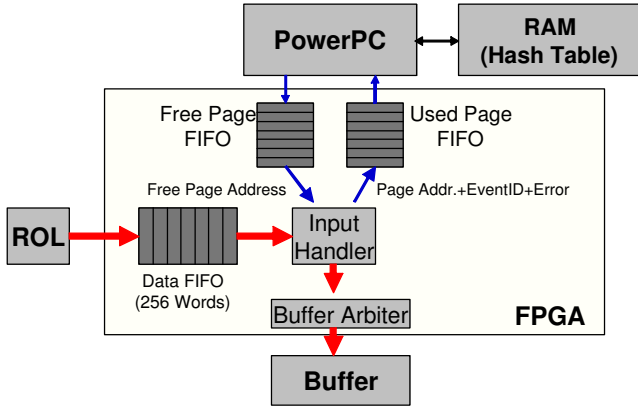 PowerPC
RAM
(Hash Table)
Free Page
FIFO
Used Page
FIFO
Free Page Address
Page Addr.+EventID+Error
ROL
Input
Handler
Data FIFO
(256 Words)
Buffer Arbiter
FPGA
Buffer